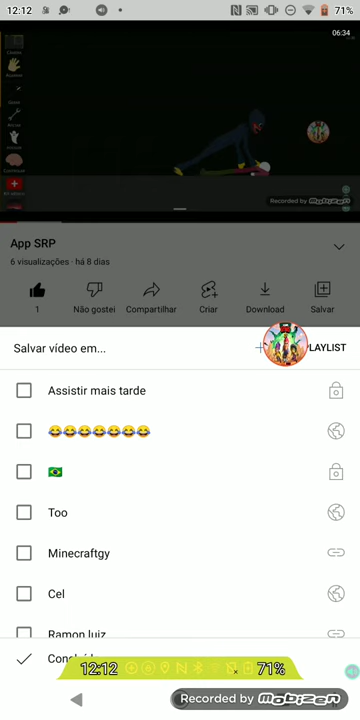 12:12
71%
06:34
Recorded by mobizen
App SRP
6 visualizações · há 8 dias
1
Não gostei
Compartilhar
Criar
Download
Salvar
Salvar vídeo em...
PLAYLIST
Assistir mais tarde
😂😂😂😂😂😂😂
🇧🇷
Too
Minecraftgy
Cel
Ramon luiz
12:12
71%
Recorded by mobizen